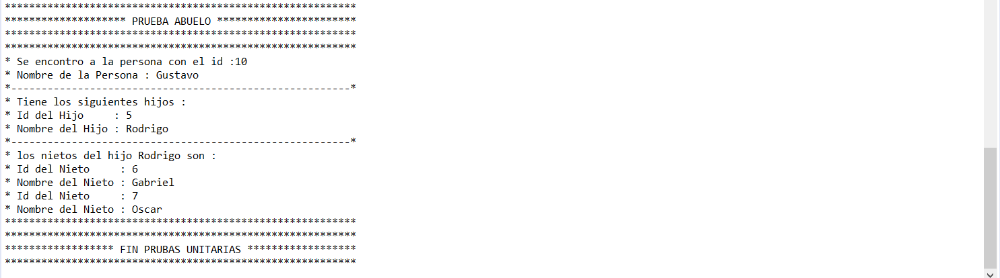 **********************************************************
******************** PRUEBA ABUELO ***********************
**********************************************************
**********************************************************
* Se encontro a la persona con el id :10
* Nombre de la Persona : Gustavo
*--------------------------------------------------------*
* Tiene los siguientes hijos :
* Id del Hijo     : 5
* Nombre del Hijo : Rodrigo
*--------------------------------------------------------*
* los nietos del hijo Rodrigo son :
* Id del Nieto     : 6
* Nombre del Nieto : Gabriel
* Id del Nieto     : 7
* Nombre del Nieto : Oscar
**********************************************************
**********************************************************
****************** FIN PRUBAS UNITARIAS ******************
**********************************************************